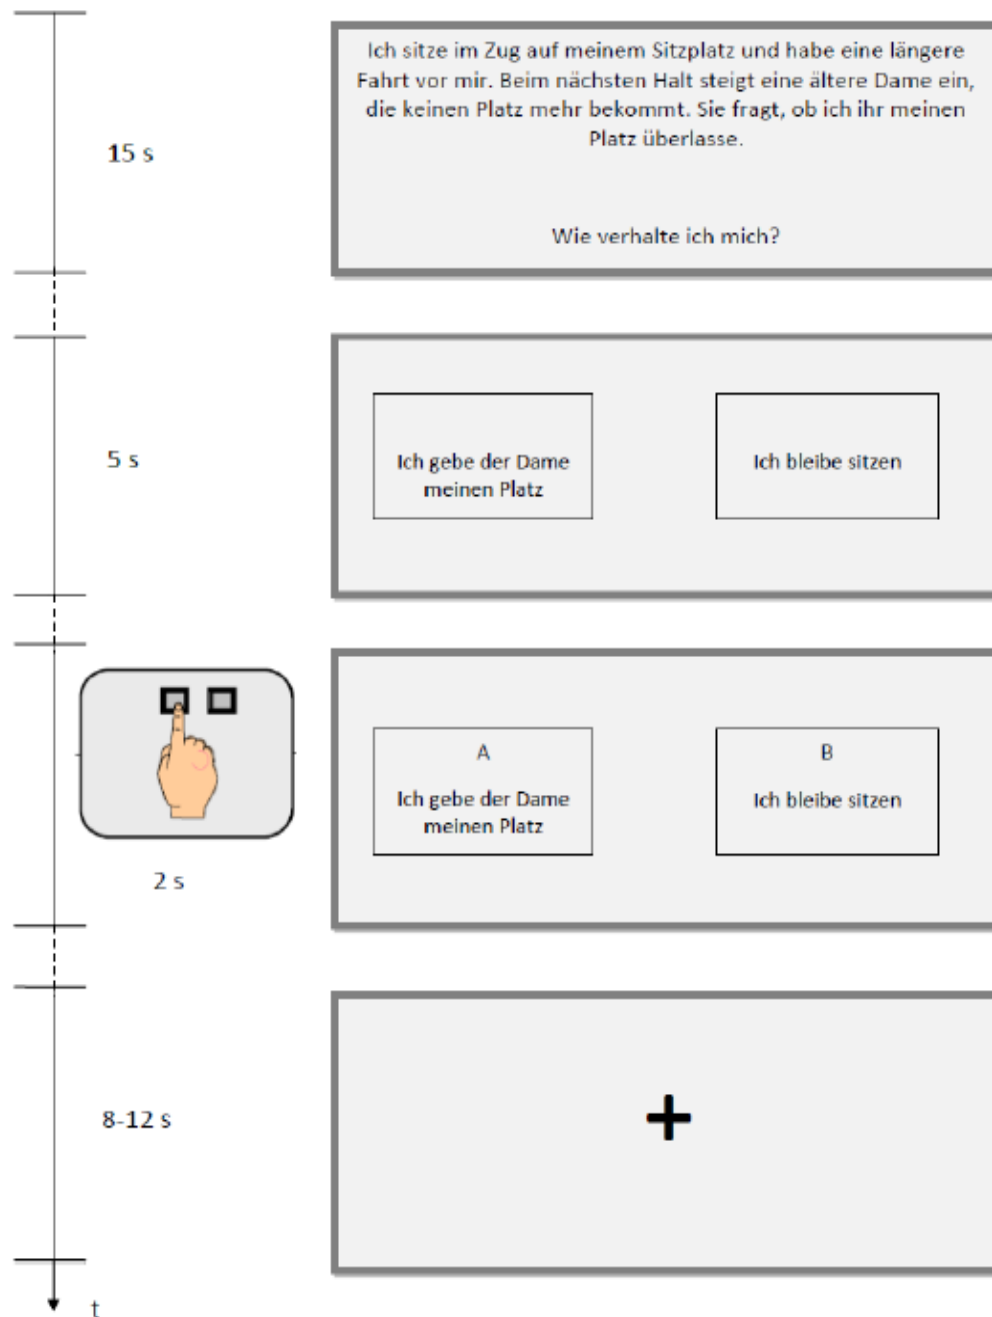 Ich sitze im Zug auf meinem Sitzplatz und habe eine längere
Fahrt vor mir. Beim nächsten Halt steigt eine ältere Dame ein,
die keinen Platz mehr bekommt. Sie fragt, ob ich ihr meinen
Platz überlasse.
15 s
Wie verhalte ich mich?
5 s
Ich gebe der Dame
meinen Platz
Ich bleibe sitzen
A
Ich gebe der Dame
meinen Platz
B
Ich bleibe sitzen
2 s
8-12 s
+
t